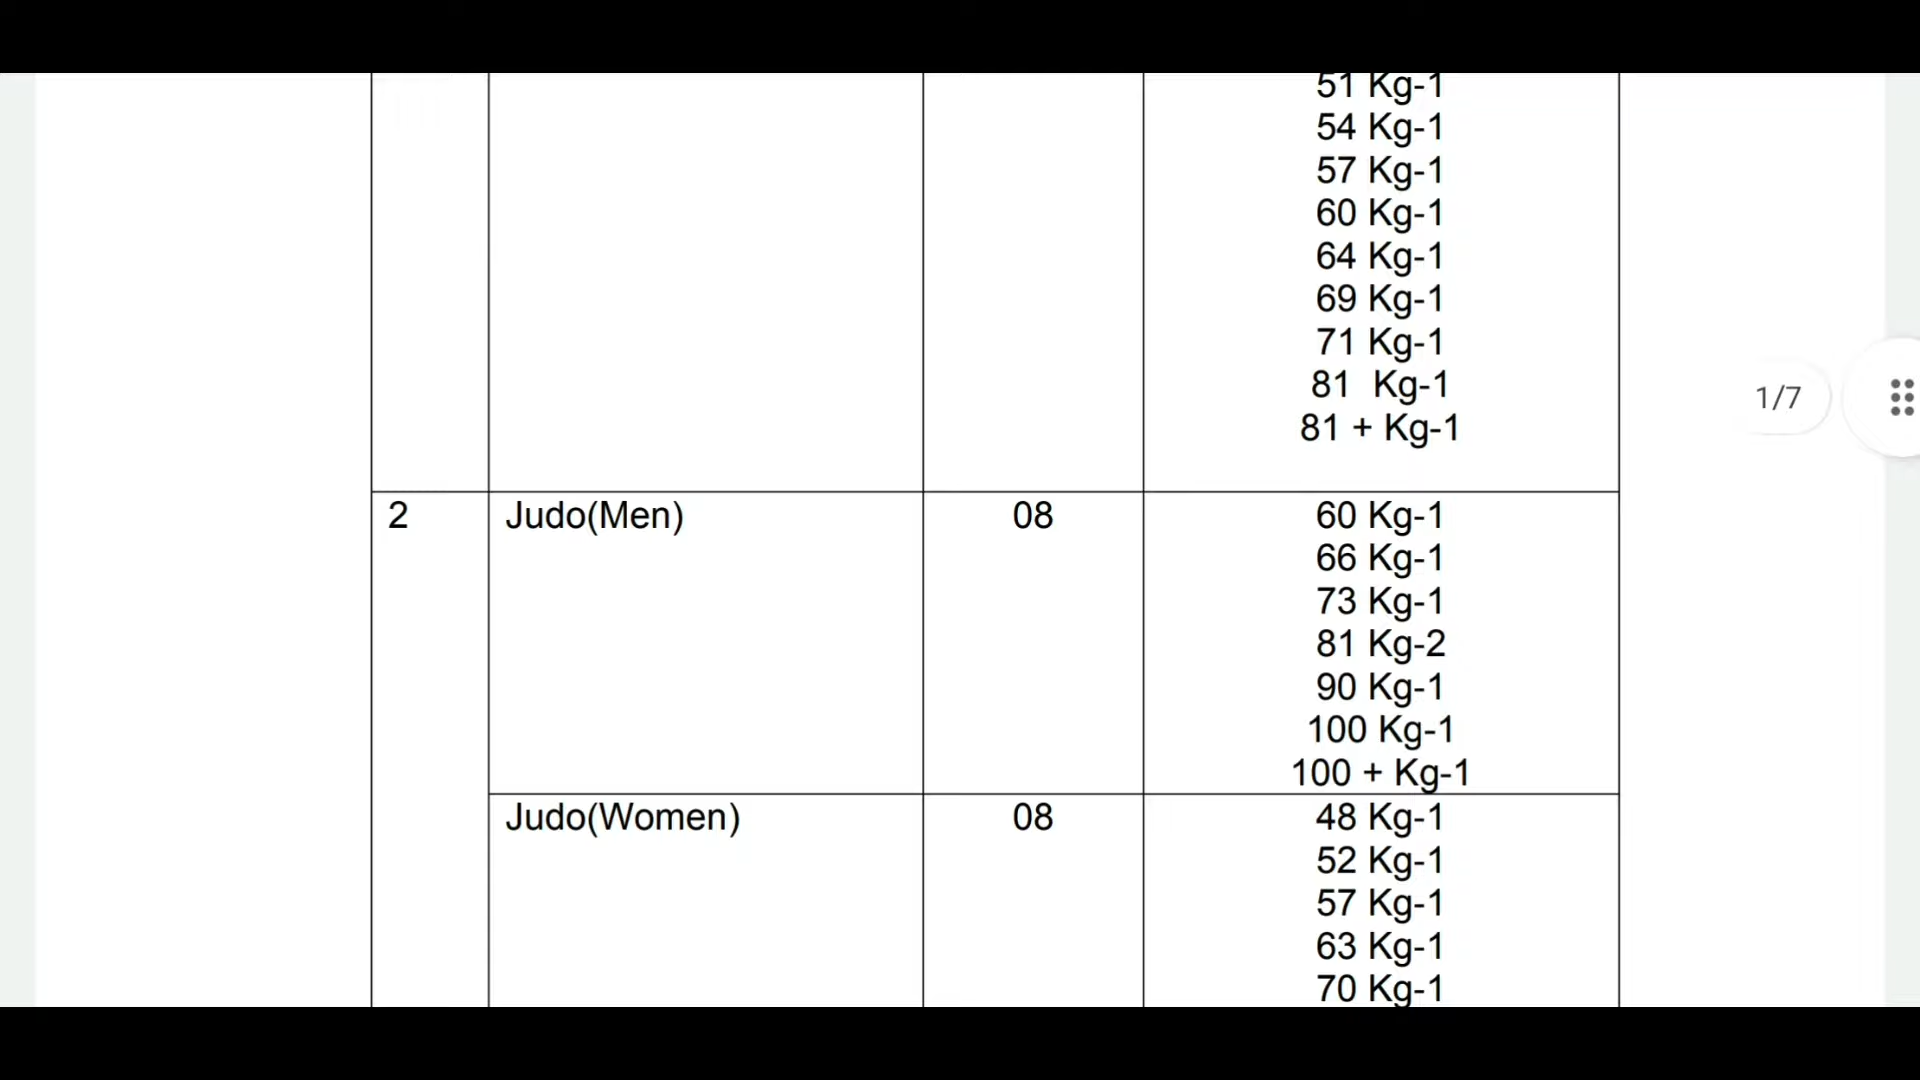 51 Kg-1
54 Kg-1
57 Kg-1
60 Kg-1
64 Kg-1
69 Kg-1
71 Kg-1
81 Kg-1
81 + Kg-1
1/7
2 Judo(Men) 08 60 Kg-1
66 Kg-1
73 Kg-1
81 Kg-2
90 Kg-1
100 Kg-1
100 + Kg-1
Judo(Women) 08 48 Kg-1
52 Kg-1
57 Kg-1
63 Kg-1
70 Kg-1